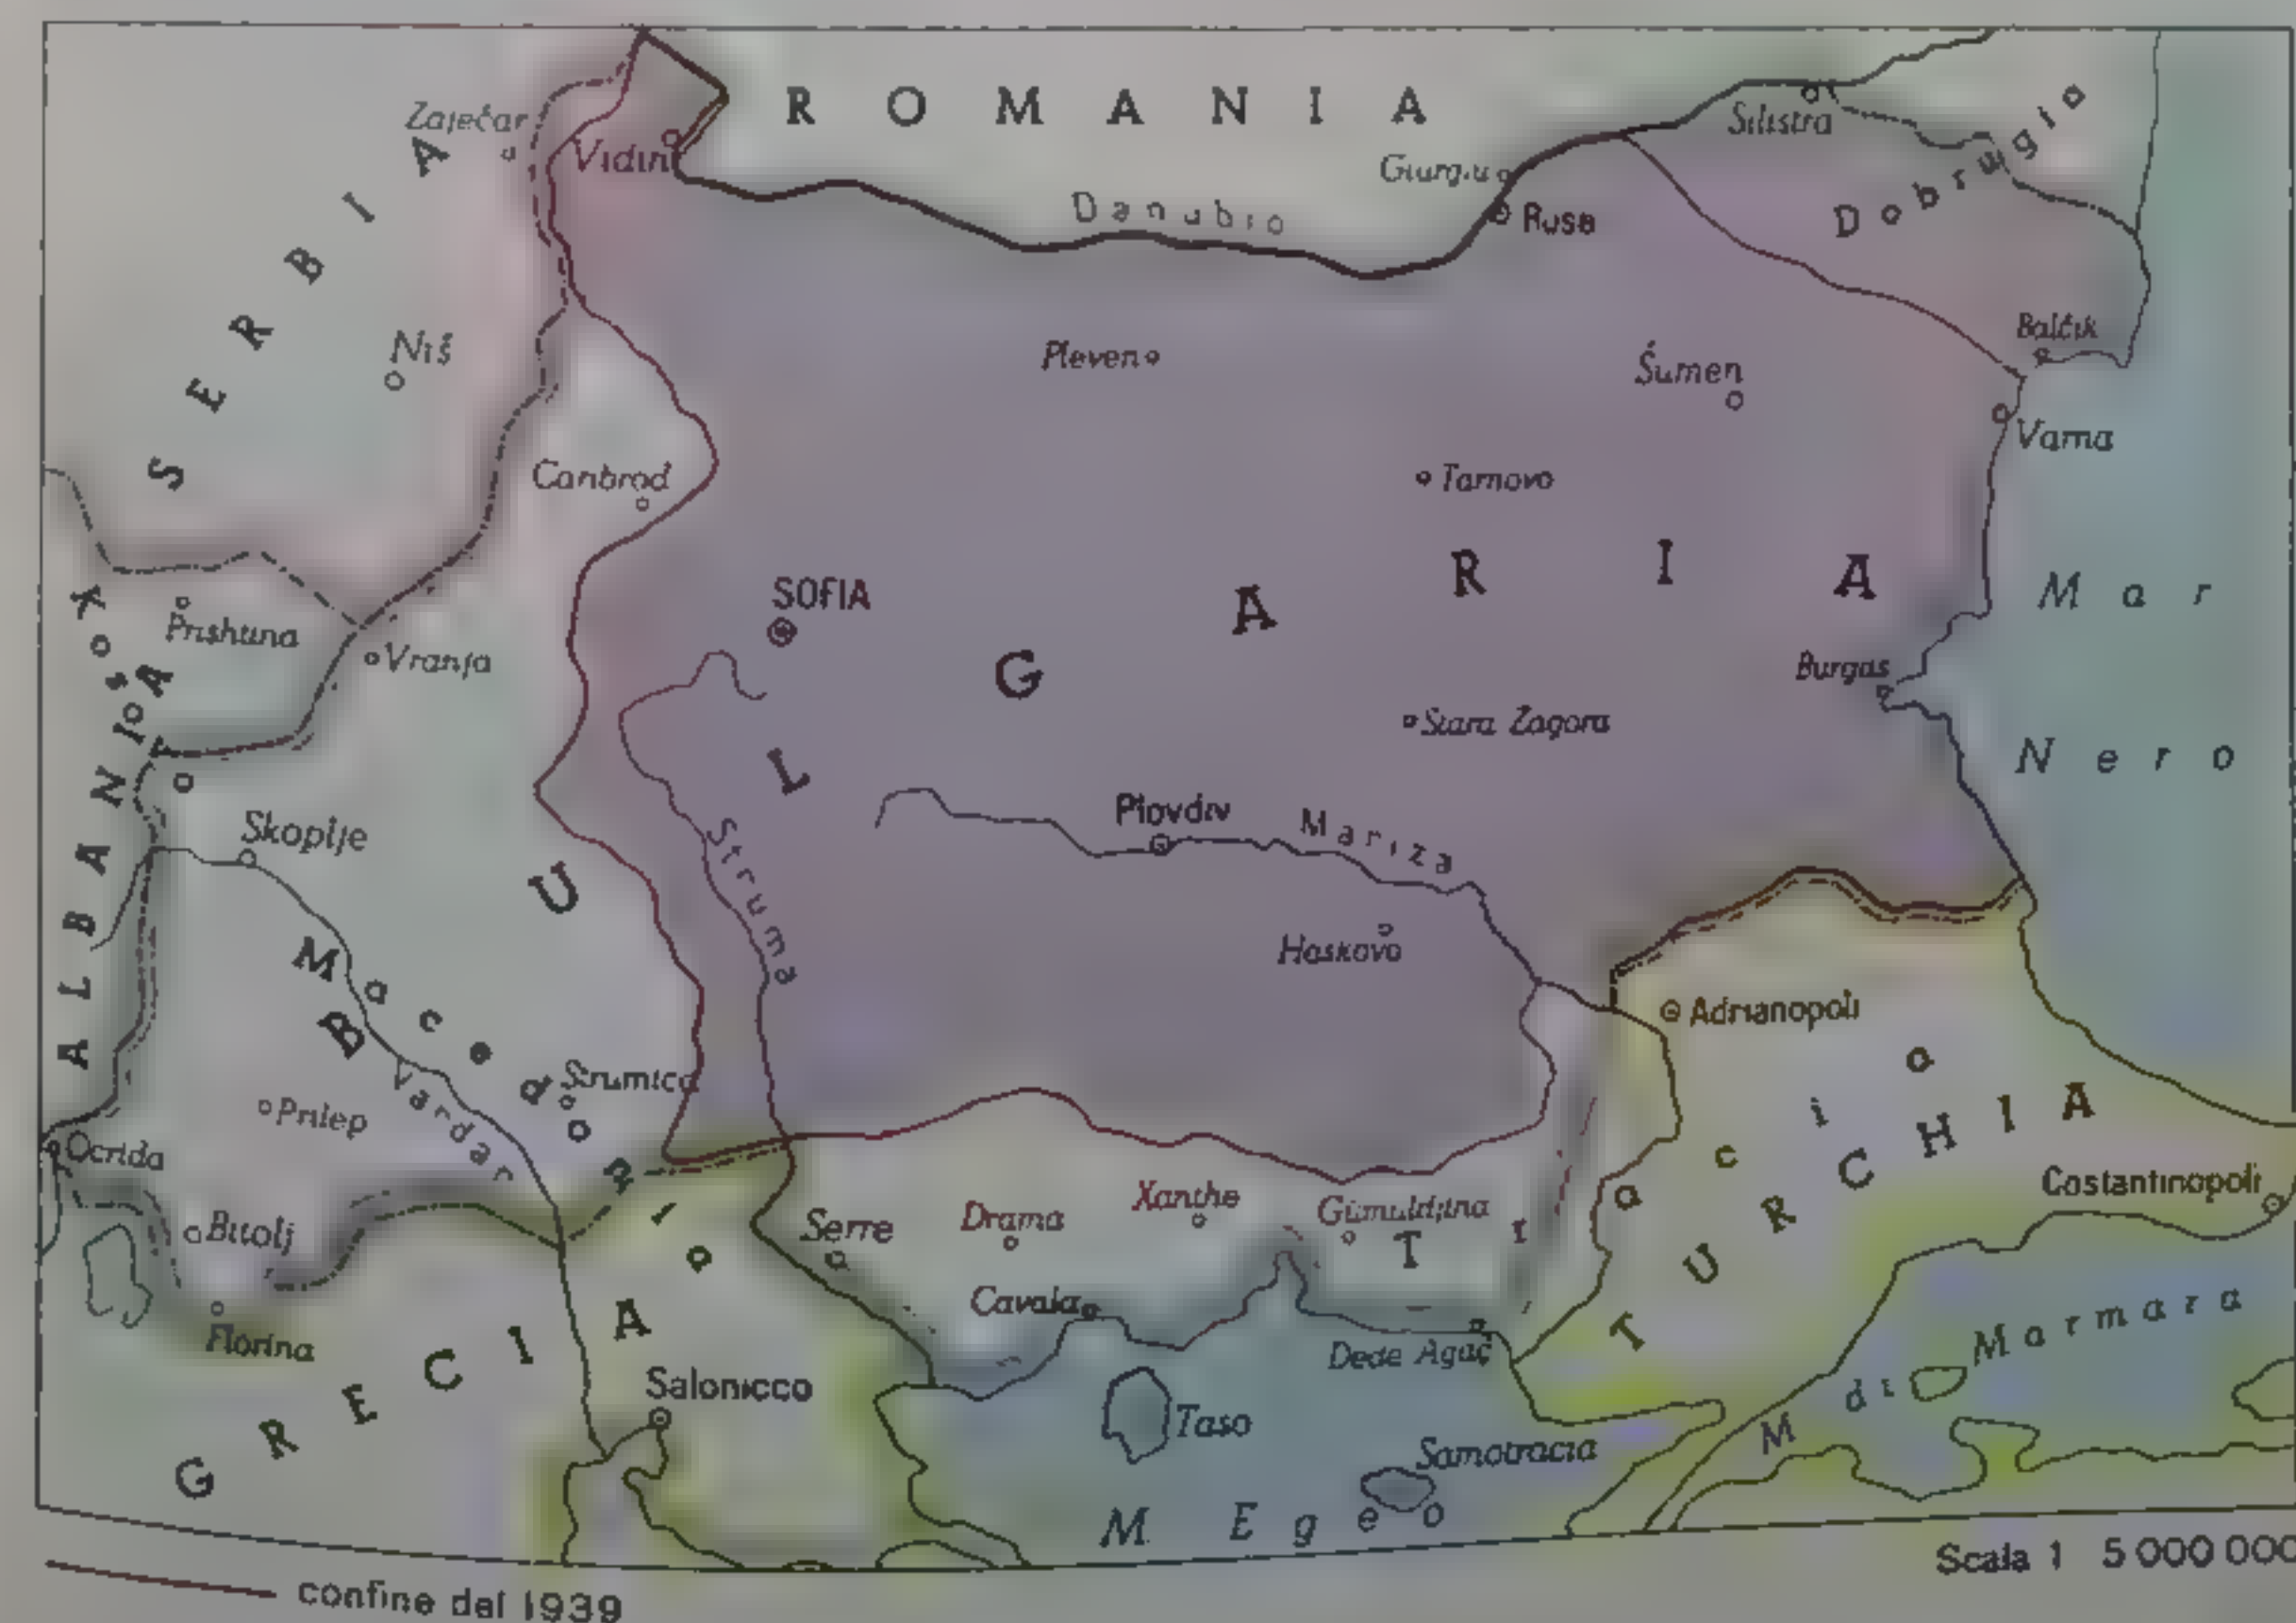 ROMANIA
SERBIA
Zaječar
Vidin
Giurgiu
Ruse
Silistra
Dobrugia
Danubio
Niš
Pleven
Šumen
Balčik
Varna
Canbrod
Tarnovo
BULGARIA
SOFIA
Kossovo
Prishtina
Vranja
Burgas
Stara Zagora
Mar Nero
ALBANIA
Skoplje
Struma
Plovdiv
Mariza
Haskovo
Macedonia
Vardar
Strumica
Prilep
Ocrida
Bitolj
Florina
Adrianopoli
Tracia
TURCHIA
Costantinopoli
Serre
Drama
Xanthe
Gümuldjina
Cavala
Dede Agaç
GRECIA
Salonicco
Taso
Samotracia
M. Egeo
M di Marmara
confine del 1939
Scala 1 5 000 000